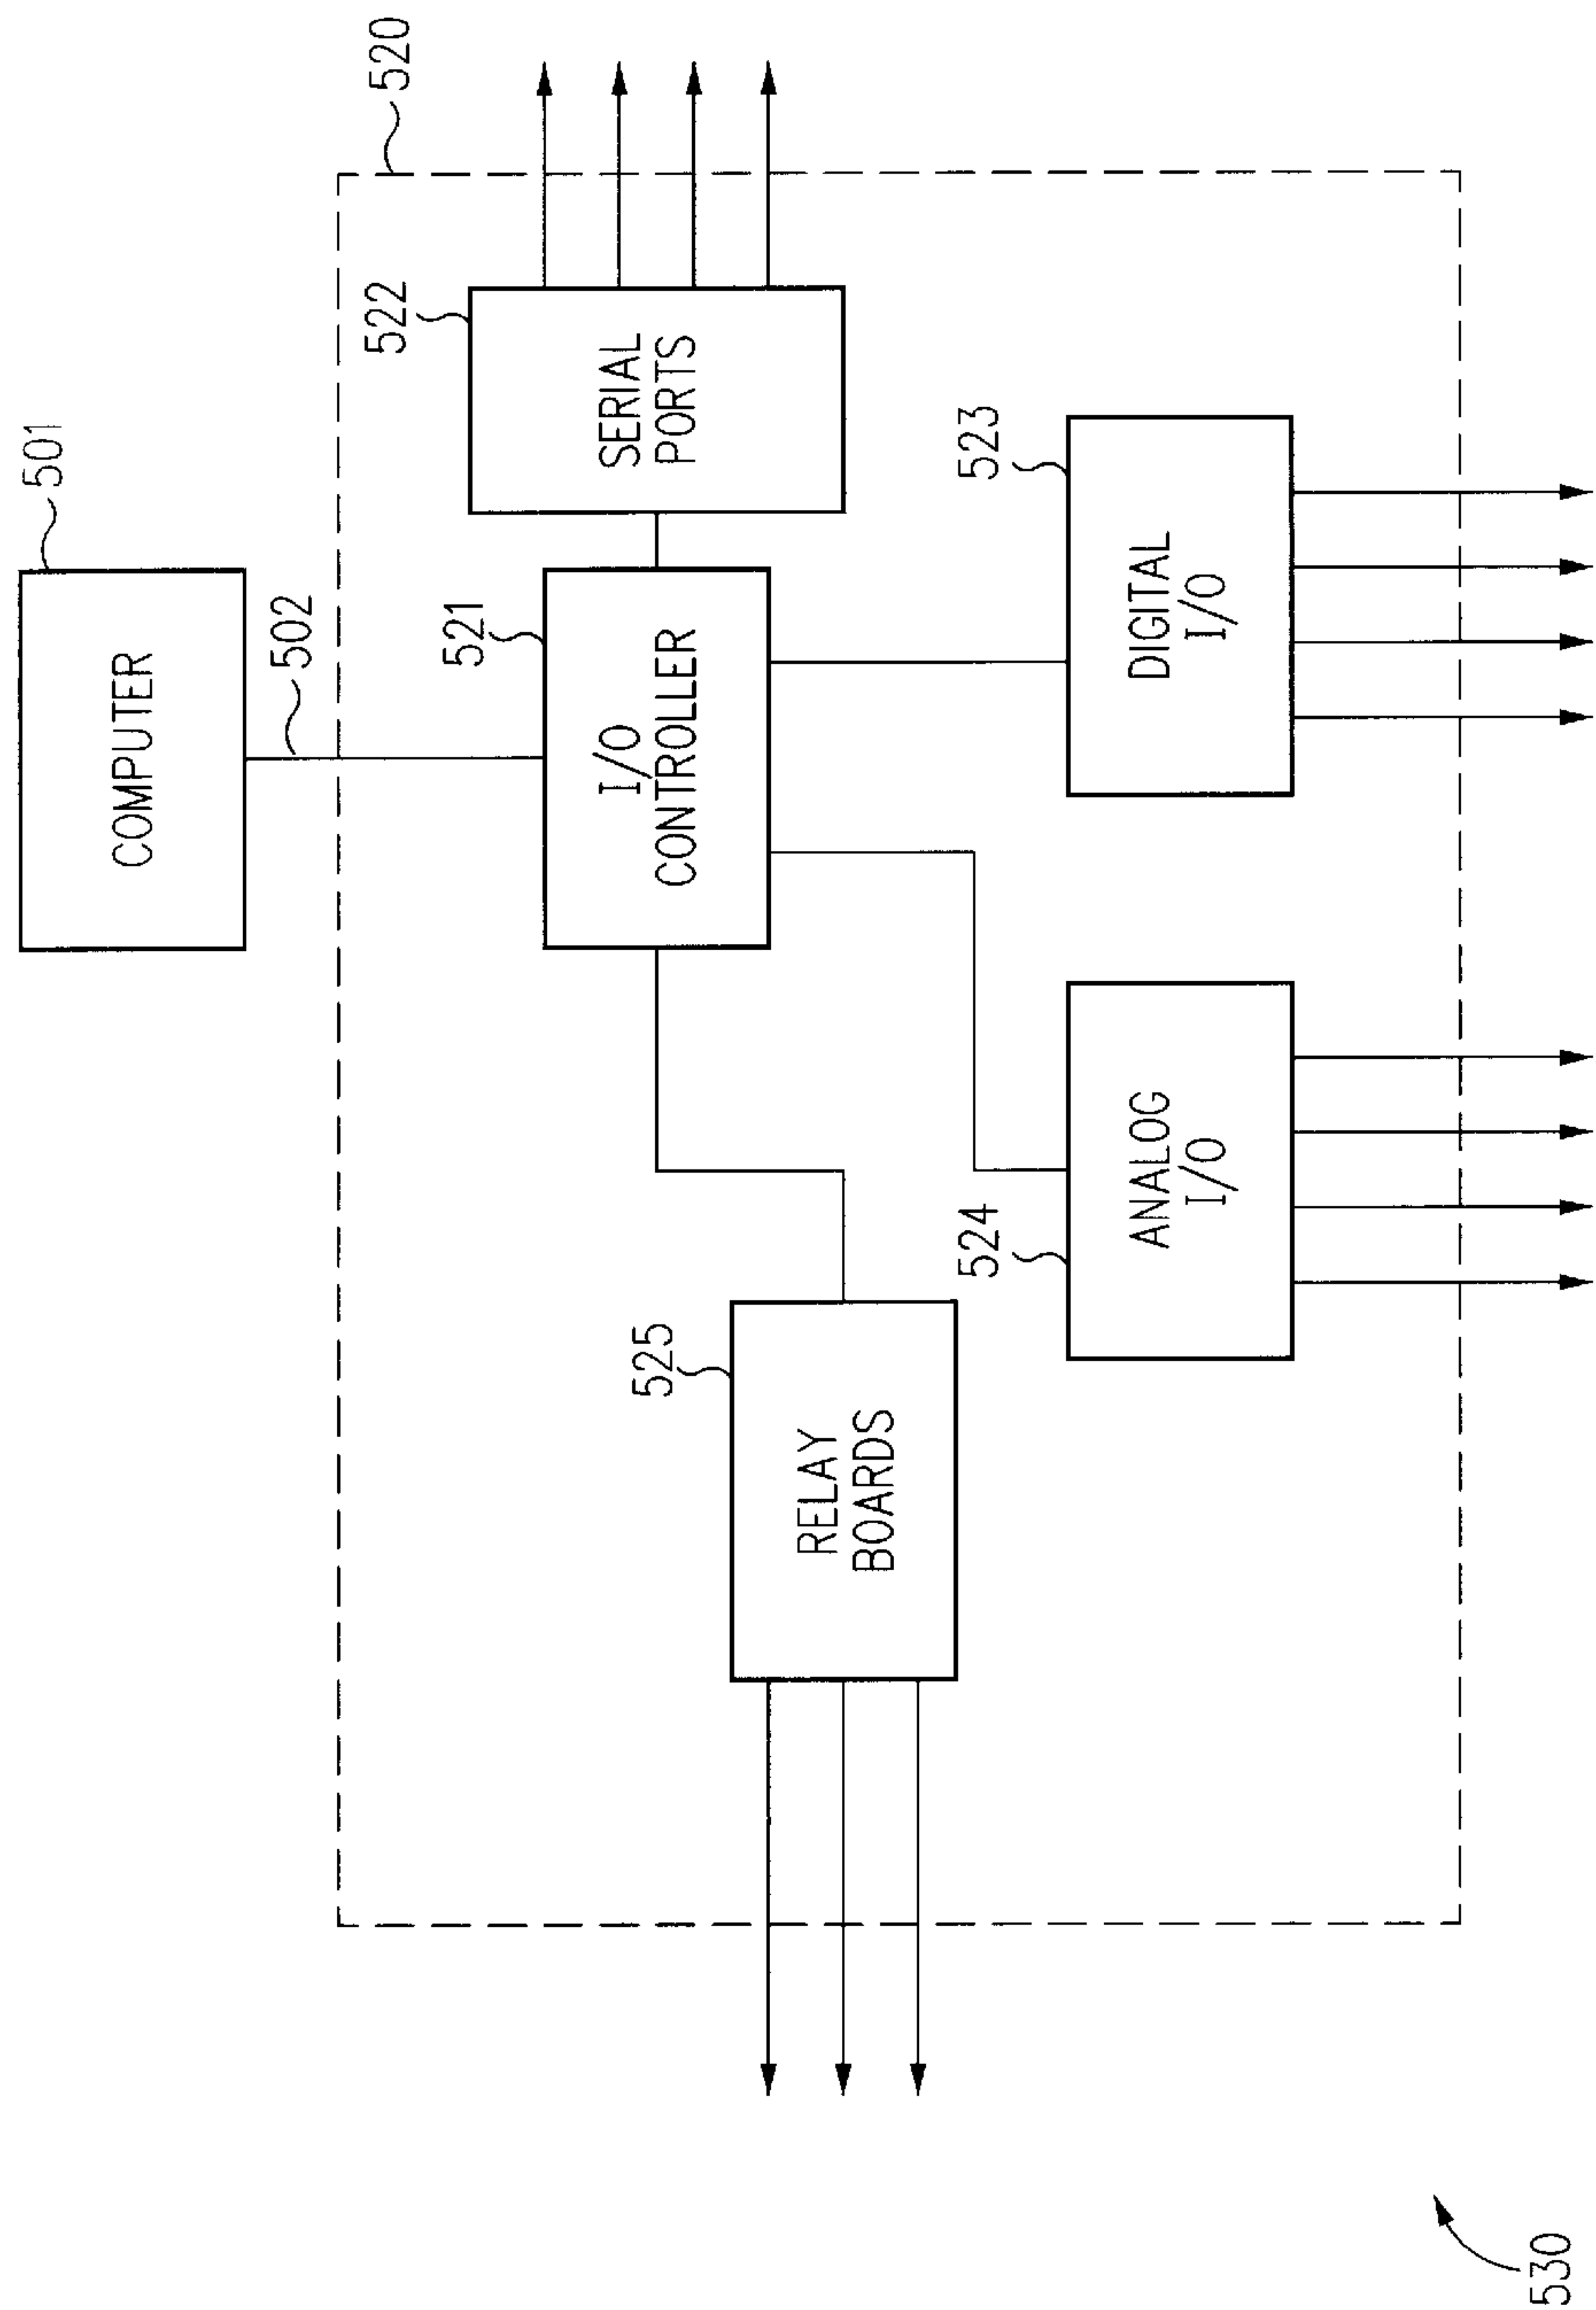 501
COMPUTER
502
520
521
I/O
CONTROLLER
522
SERIAL
PORTS
525
RELAY
BOARDS
524
ANALOG
I/O
523
DIGITAL
I/O
530